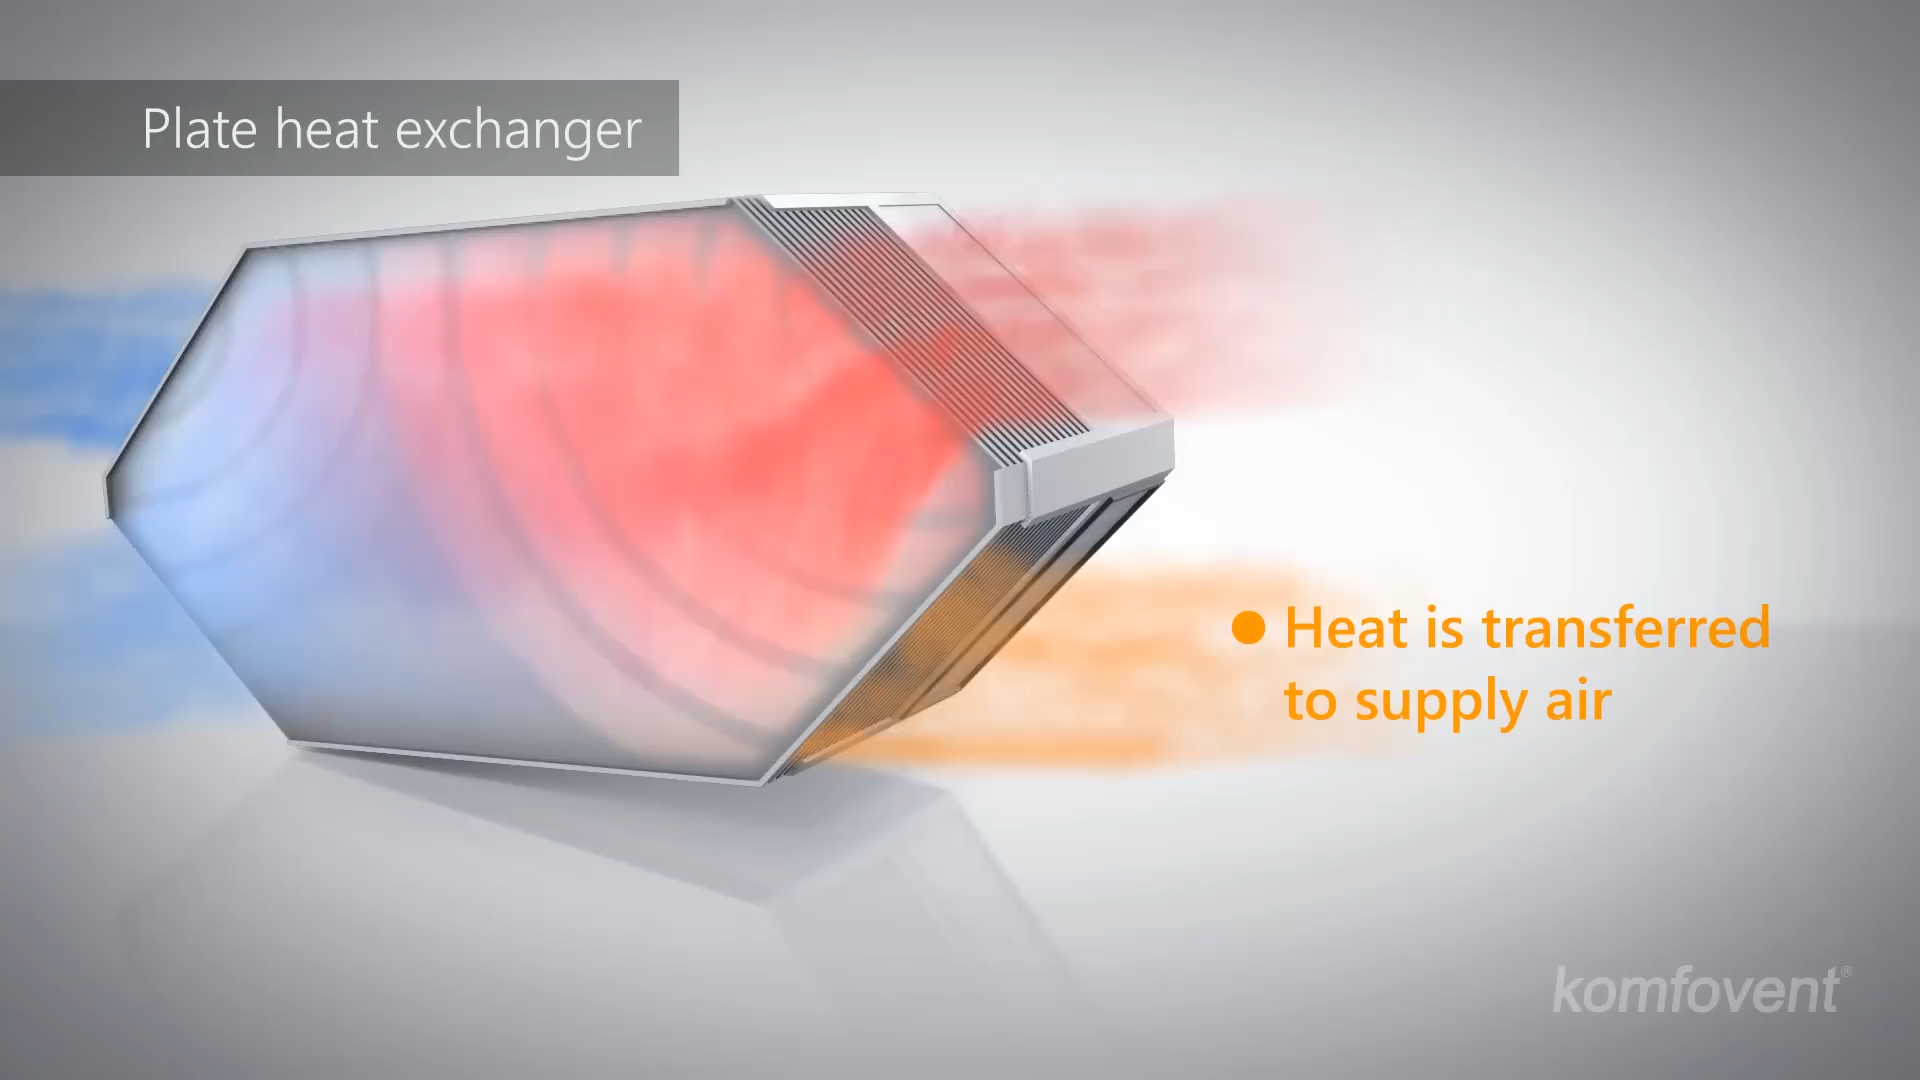 Plate heat exchanger
● Heat is transferred
to supply air
komfovent®